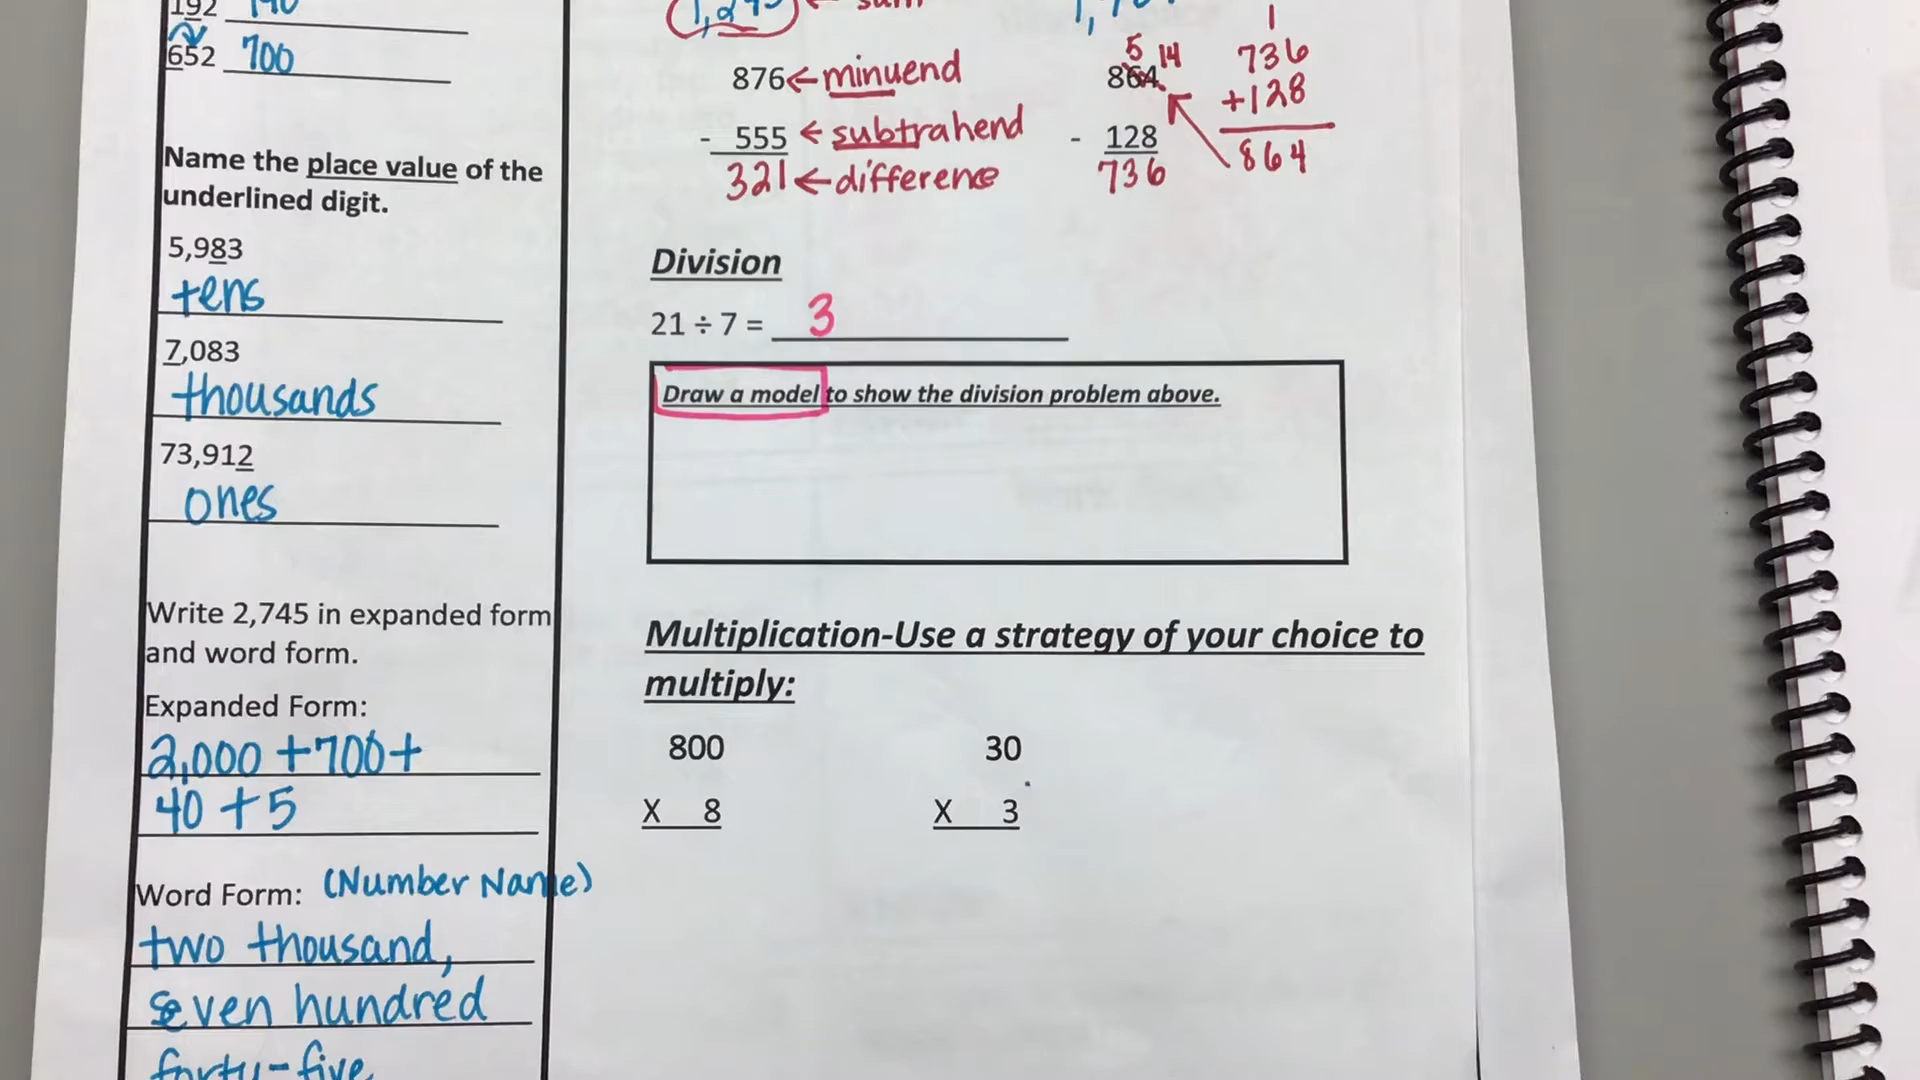 192 190
652 700
Name the place value of the
underlined digit.
5,983
tens
7,083
thousands
73,912
ones
Write 2,745 in expanded form
and word form.
Expanded Form:
2,000 + 700 +
40 + 5
Word Form: (Number Name)
two thousand,
seven hundred
forty-five
← sum
876 ← minuend
- 555 ← subtrahend
321 ← difference
5 14
864
- 128
736
1
736
+128
864
Division
21 ÷ 7 = 3
Draw a model to show the division problem above.
Multiplication-Use a strategy of your choice to
multiply:
800
X 8
30
X 3